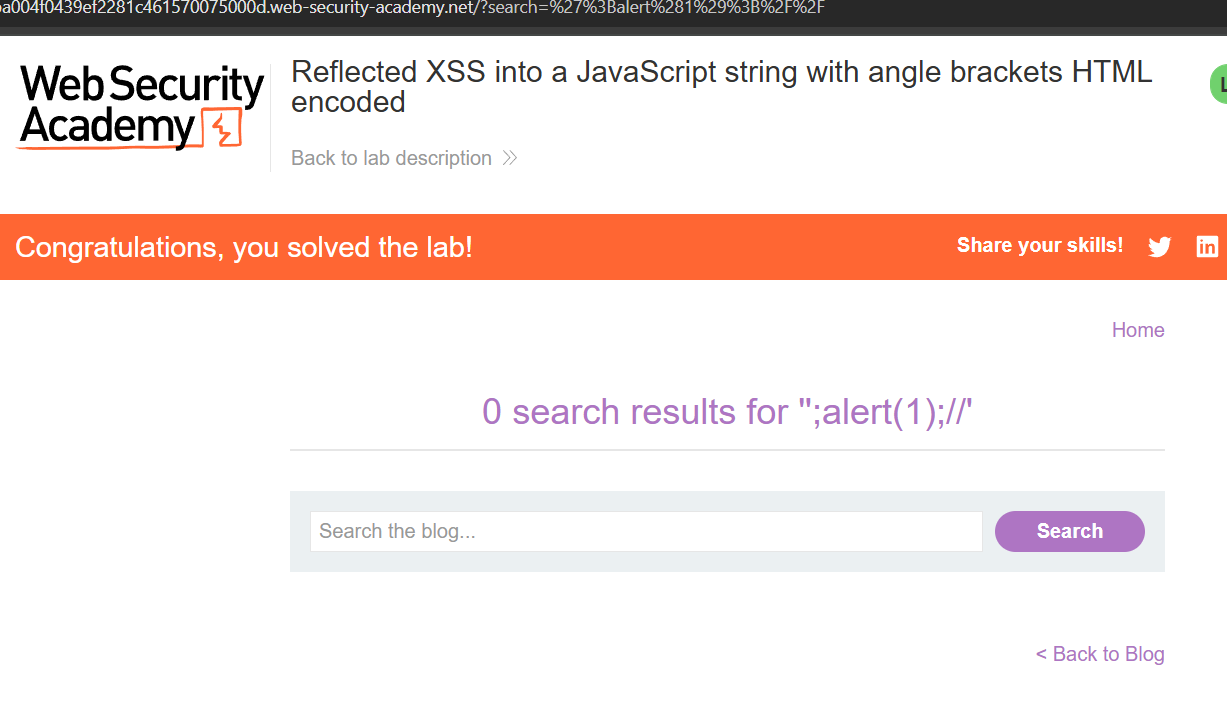 a004f0439ef2281c461570075000d.web-security-academy.net/?search=%27%3Balert%281%29%3B%2F%2F
Web Security
Academy
Reflected XSS into a JavaScript string with angle brackets HTML
encoded
Back to lab description
L
Congratulations, you solved the lab!
Share your skills!
in
Home
0 search results for '';alert(1);//'
Search the blog...
Search
< Back to Blog